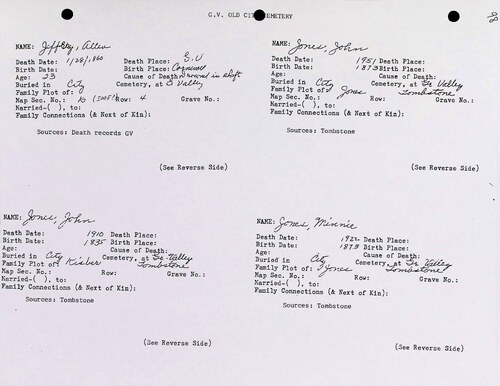 G.V. OLD CITY CEMETERY
NAME: Jeffery, Allen
Death Date: 1/28/1860 Death Place: G.V
Birth Date: Birth Place: Cornwall
Age: 23 Cause of Death: Drowned in shaft
Buried in City Cemetery, at G Valley
Family Plot of:
Map Sec. No.: Row: 4 Grave No.:
Married-( ), to:
Family Connections (& Next of Kin):
Sources: Death records GV
(See Reverse Side)
NAME: Jones, John
Death Date: 1951 Death Place:
Birth Date: 1873 Birth Place:
Age: Cause of Death:
Buried in City Cemetery, at Gr Valley
Family Plot of: Jones Tombstone
Map Sec. No.: Row: Grave No.:
Married-( ), to:
Family Connections (& Next of Kin):
Sources: Tombstone
(See Reverse Side)
NAME: Jones, John
Death Date: 1910 Death Place:
Birth Date: 1835 Birth Place:
Age: Cause of Death:
Buried in City Cemetery, at Gr Valley
Family Plot of: Tombstone
Map Sec. No.: Row: Grave No.:
Married-( ), to:
Family Connections (& Next of Kin):
Sources: Tombstone
(See Reverse Side)
NAME: Jones, Minnie
Death Date: 1922 Death Place:
Birth Date: 1879 Birth Place:
Age: Cause of Death:
Buried in City Cemetery, at Gr Valley
Family Plot of: Jones Tombstone
Map Sec. No.: Row: Grave No.:
Married-( ), to:
Family Connections (& Next of Kin):
Sources: Tombstone
(See Reverse Side)